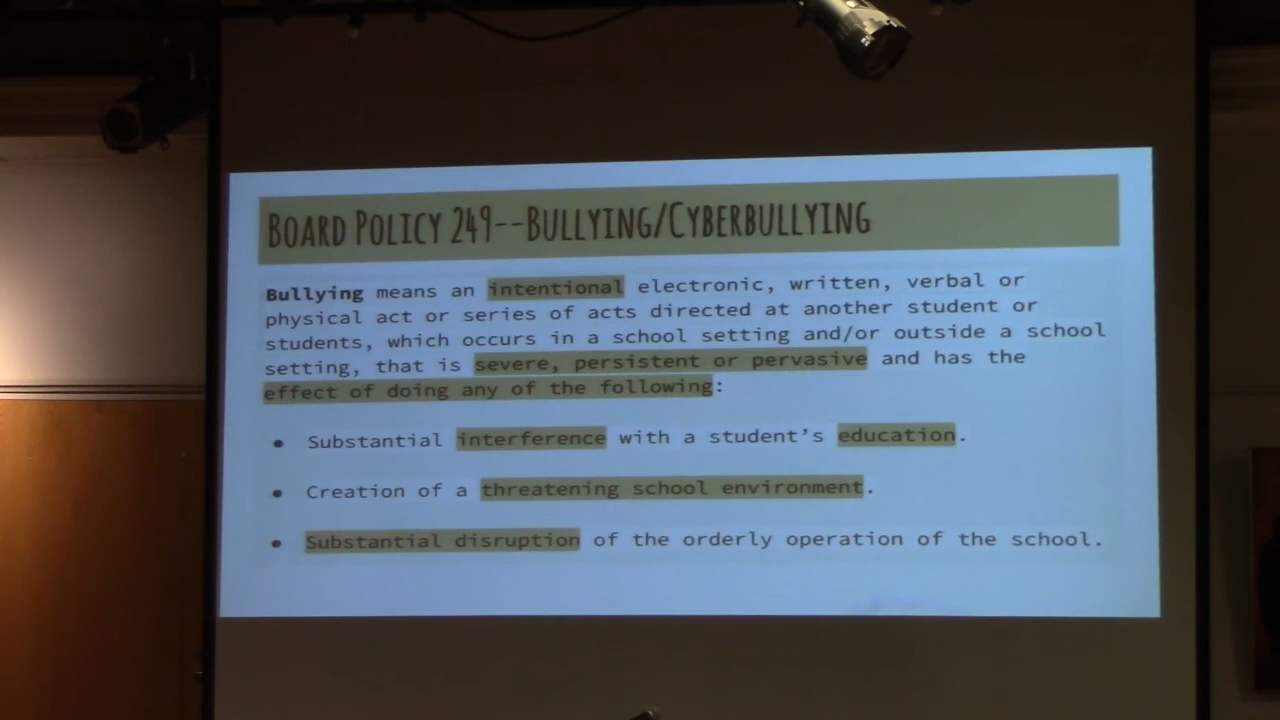 BOARD POLICY 249--BULLYING/CYBERBULLYING
Bullying means an intentional electronic, written, verbal or
physical act or series of acts directed at another student or
students, which occurs in a school setting and/or outside a school
setting, that is severe, persistent or pervasive and has the
effect of doing any of the following:
● Substantial interference with a student's education.
● Creation of a threatening school environment.
● Substantial disruption of the orderly operation of the school.